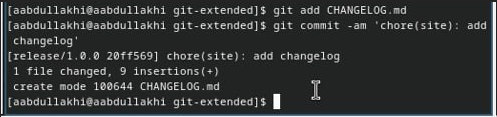 [aabdullakhi@aabdullakhi git-extended]$ git add CHANGELOG.md
[aabdullakhi@aabdullakhi git-extended]$ git commit -am 'chore(site): add
changelog'
[release/1.0.0 20ff569] chore(site): add changelog
1 file changed, 9 insertions(+)
create mode 100644 CHANGELOG.md
[aabdullakhi@aabdullakhi git-extended]$